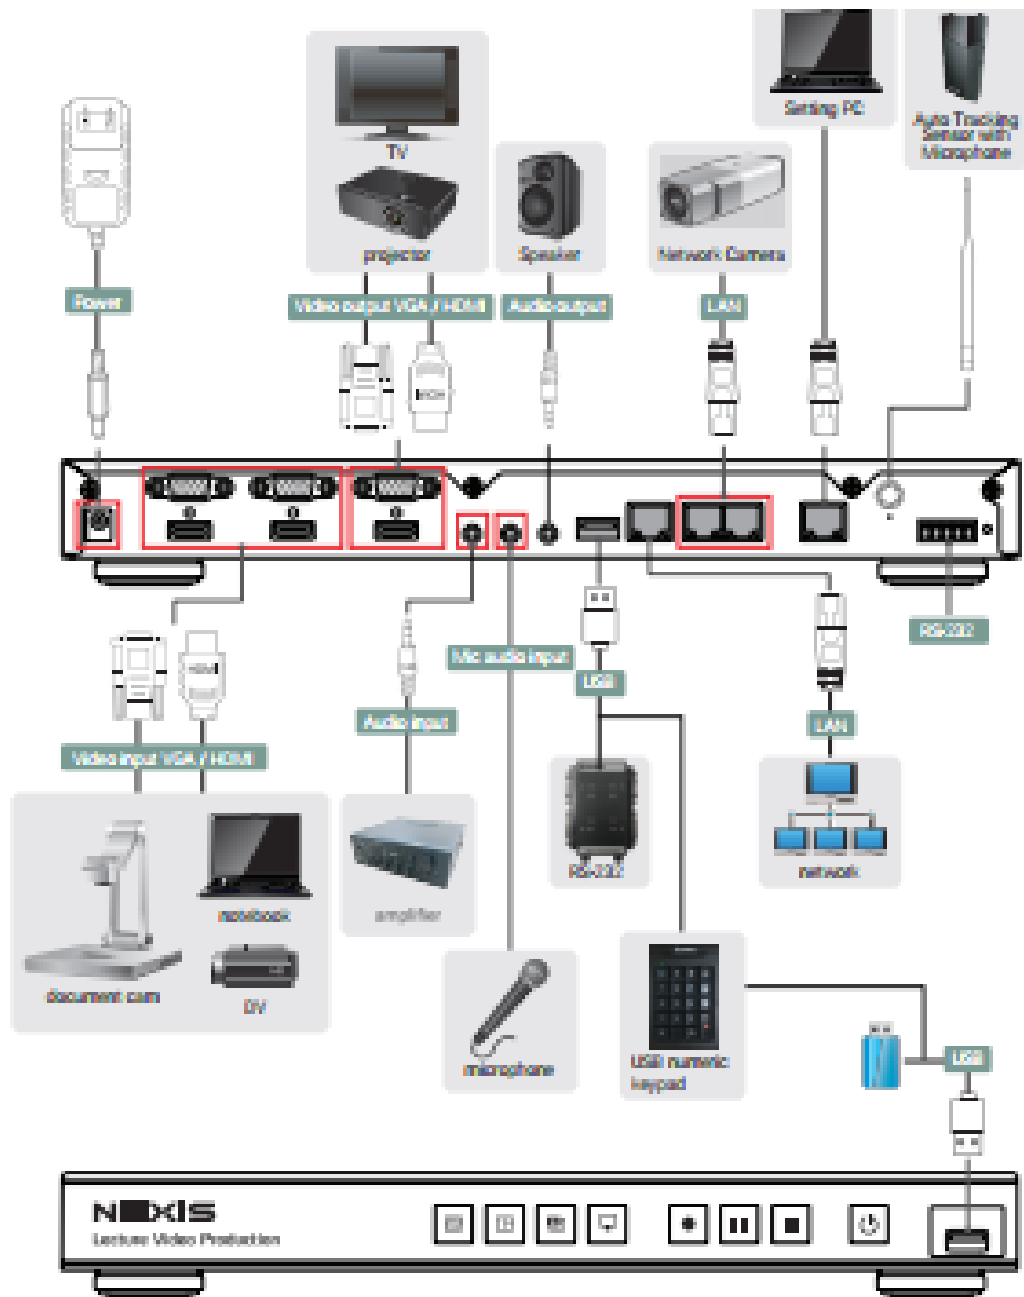 Setting PC
Auto Tracking
Sensor with
Microphone
TV
projector
Speaker
Network Camera
Power
Video output VGA / HDMI
Audio output
LAN
HDMI
RS-232
HDMI
Mic audio input
USB
Audio input
LAN
Video input VGA / HDMI
RS-232
network
notebook
amplifier
document cam
DV
microphone
USB numeric
keypad
USB
Lecture Video Production